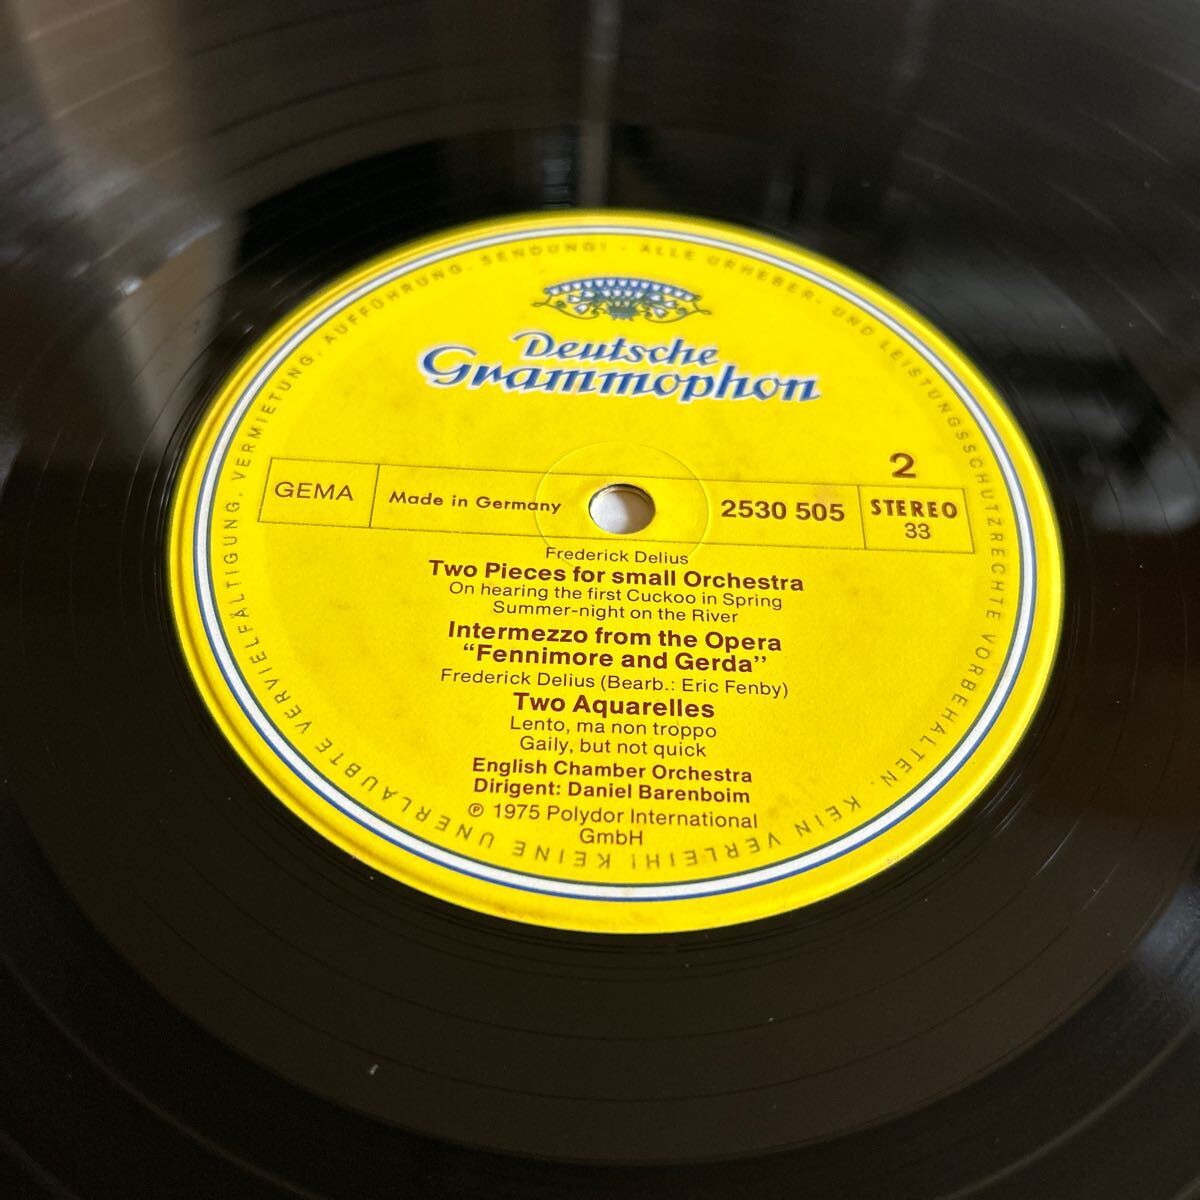 Deutsche
Grammophon
2
GEMA
Made in Germany
2530 505
STEREO
33
Frederick Delius
Two Pieces for small Orchestra
On hearing the first Cuckoo in Spring
Summer-night on the River
Intermezzo from the Opera
“Fennimore and Gerda”
Frederick Delius (Bearb.: Eric Fenby)
Two Aquarelles
Lento, ma non troppo
Gaily, but not quick
English Chamber Orchestra
Dirigent: Daniel Barenboim
℗ 1975 Polydor International
GmbH
ALLE URHEBER- UND LEISTUNGSSCHUTZRECHTE VORBEHALTEN. KEIN VERLEIH! KEINE UNERLAUBTE VERVIELFÄLTIGUNG, VERMIETUNG, AUFFÜHRUNG, SENDUNG! -